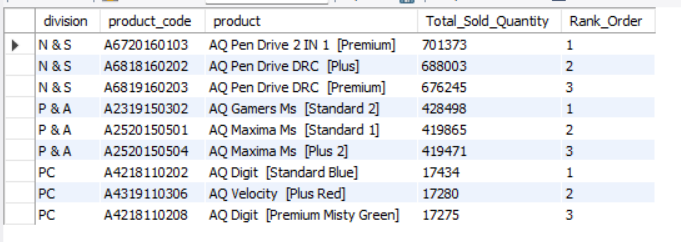 division product_code product Total_Sold_Quantity Rank_Order
N & S A6720160103 AQ Pen Drive 2 IN 1 [Premium] 701373 1
N & S A6818160202 AQ Pen Drive DRC [Plus] 688003 2
N & S A6819160203 AQ Pen Drive DRC [Premium] 676245 3
P & A A2319150302 AQ Gamers Ms [Standard 2] 428498 1
P & A A2520150501 AQ Maxima Ms [Standard 1] 419865 2
P & A A2520150504 AQ Maxima Ms [Plus 2] 419471 3
PC A4218110202 AQ Digit [Standard Blue] 17434 1
PC A4319110306 AQ Velocity [Plus Red] 17280 2
PC A4218110208 AQ Digit [Premium Misty Green] 17275 3